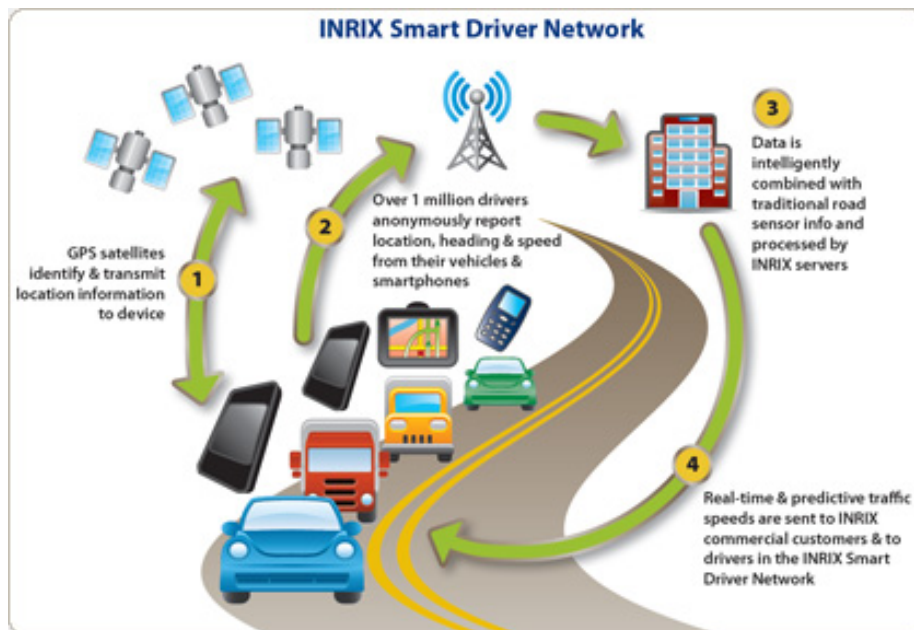 INRIX Smart Driver Network
1
GPS satellites
identify & transmit
location information
to device
2
Over 1 million drivers
anonymously report
location, heading & speed
from their vehicles &
smartphones
3
Data is
intelligently
combined with
traditional road
sensor info and
processed by
INRIX servers
4
Real-time & predictive traffic
speeds are sent to INRIX
commercial customers & to
drivers in the INRIX Smart
Driver Network